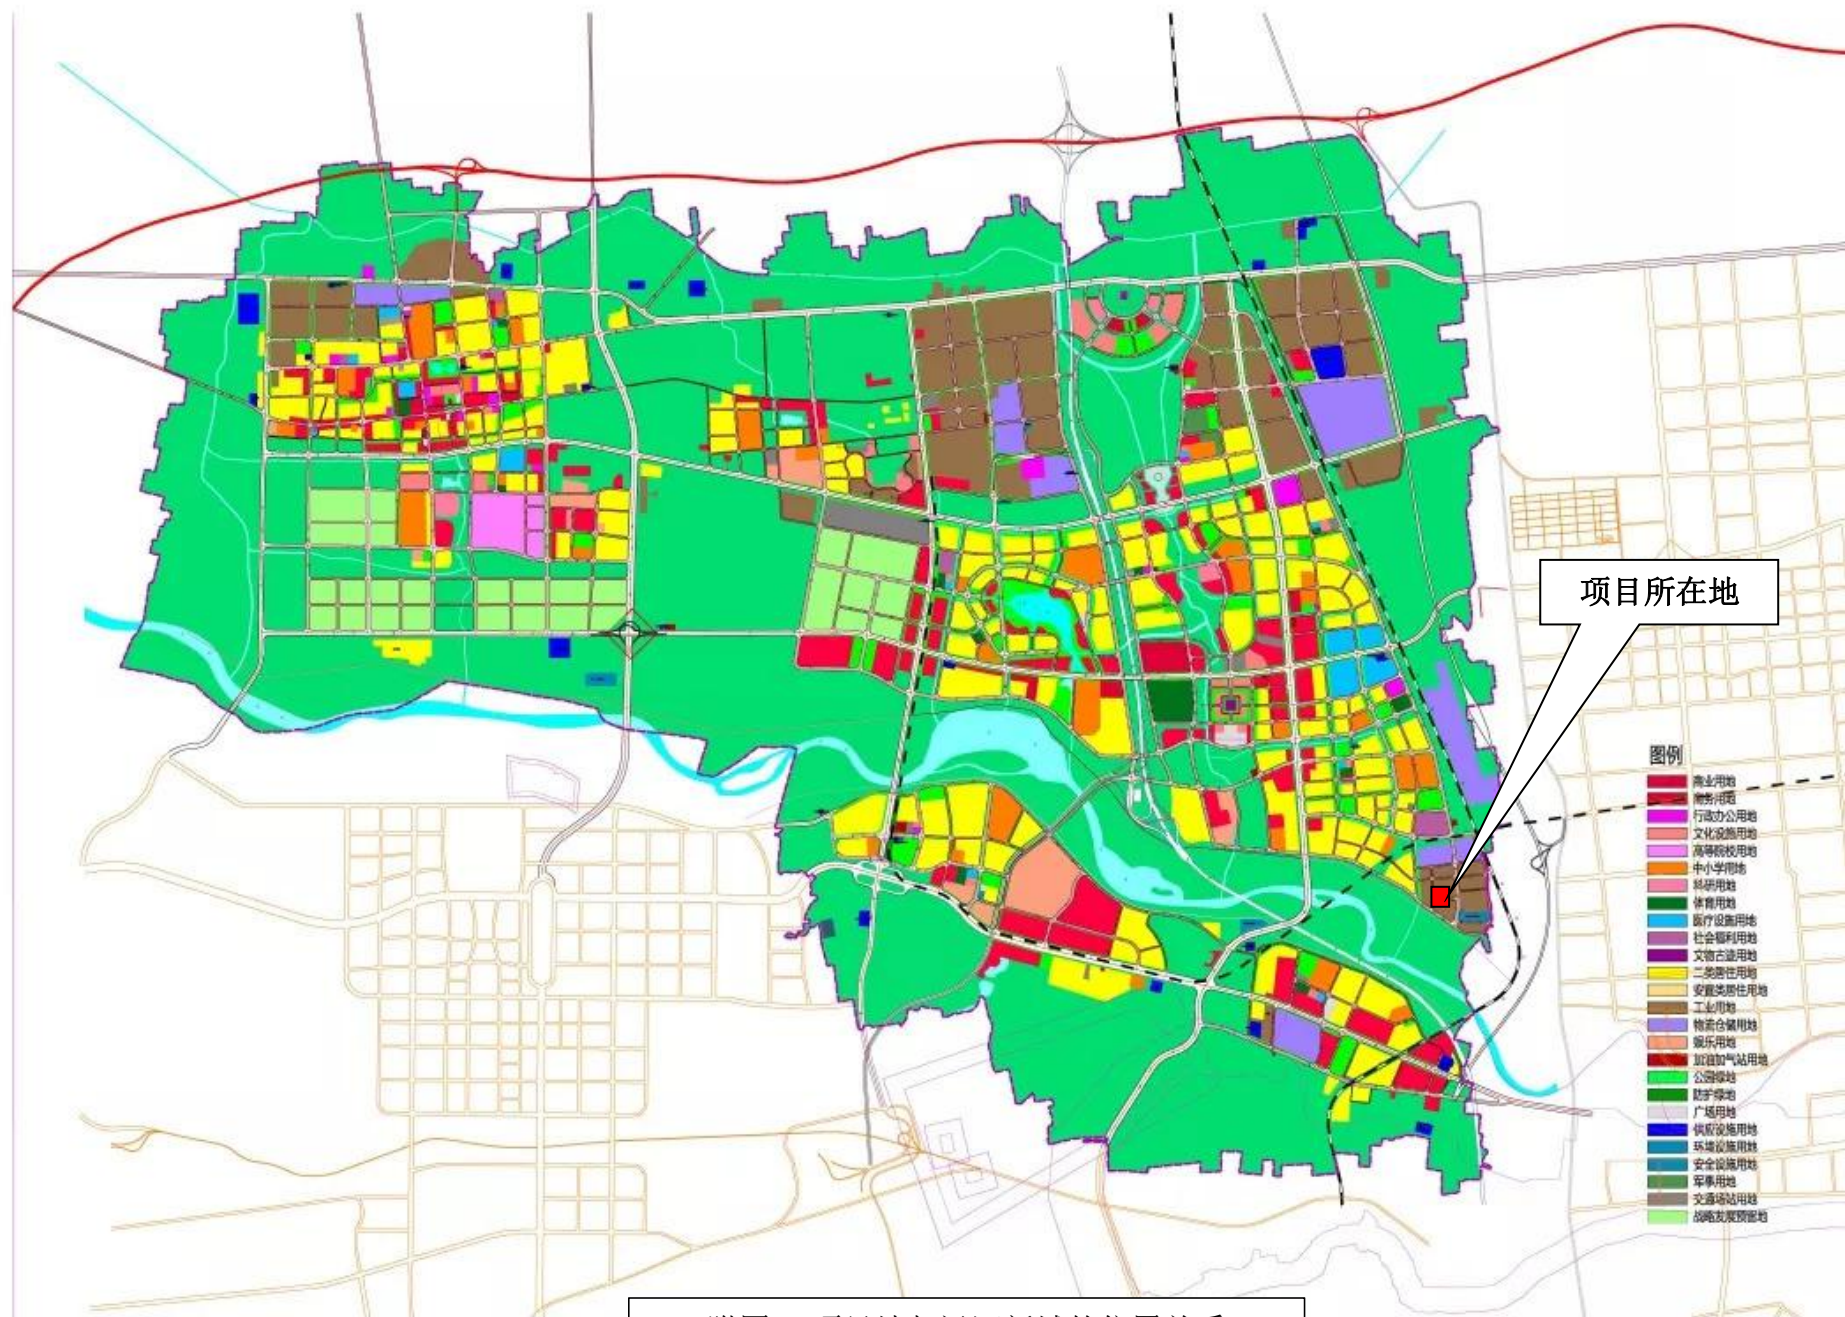 项目所在地
图例
商业用地
商务用地
行政办公用地
文化设施用地
高等院校用地
中小学用地
科研用地
体育用地
医疗设施用地
社会福利用地
文物古迹用地
二类居住用地
安置类居住用地
工业用地
物流仓储用地
娱乐用地
加油加气站用地
公园绿地
防护绿地
广场用地
供应设施用地
环境设施用地
安全设施用地
军事用地
交通场站用地
战略发展预留地